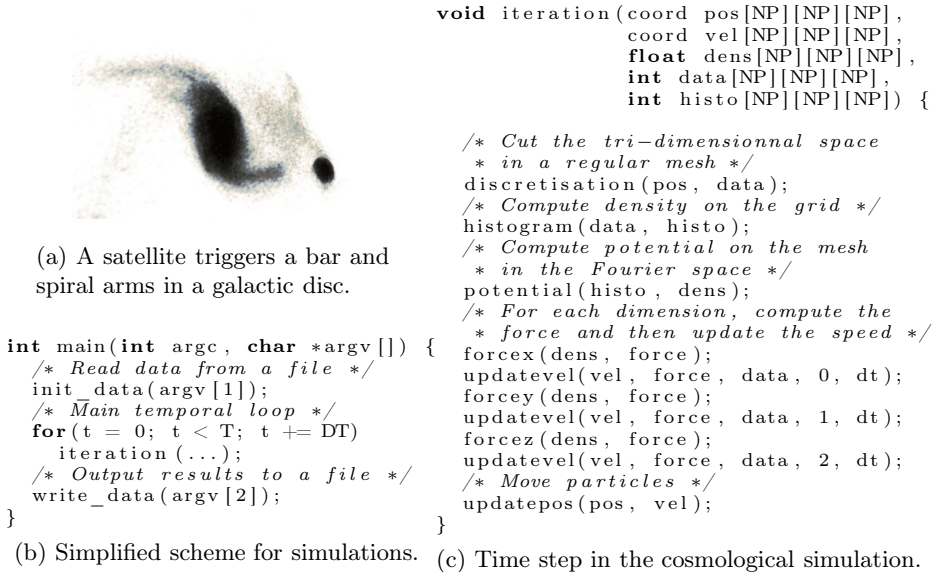 (a) A satellite triggers a bar and
spiral arms in a galactic disc.
int main(int argc, char *argv[]) {
/* Read data from a file */
init_data(argv[1]);
/* Main temporal loop */
for(t = 0; t < T; t += DT)
iteration(...);
/* Output results to a file */
write_data(argv[2]);
}
(b) Simplified scheme for simulations.
void iteration(coord pos[NP][NP][NP],
coord vel[NP][NP][NP],
float dens[NP][NP][NP],
int data[NP][NP][NP],
int histo[NP][NP][NP]) {
/* Cut the tri-dimensionnal space
* in a regular mesh */
discretisation(pos, data);
/* Compute density on the grid */
histogram(data, histo);
/* Compute potential on the mesh
* in the Fourier space */
potential(histo, dens);
/* For each dimension, compute the
* force and then update the speed */
forcex(dens, force);
updatevel(vel, force, data, 0, dt);
forcey(dens, force);
updatevel(vel, force, data, 1, dt);
forcez(dens, force);
updatevel(vel, force, data, 2, dt);
/* Move particles */
updatepos(pos, vel);
}
(c) Time step in the cosmological simulation.